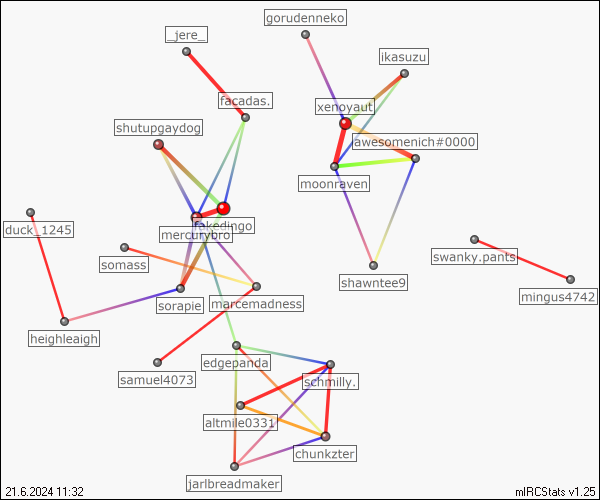 gorudenneko
_jere_
ikasuzu
facadas.
xenoyaut
shutupgaydog
awesomenich#0000
moonraven
duck_1245
fakedingo
mercurybro
somass
swanky.pants
shawntee9
mingus4742
sorapie
marcemadness
heighleaigh
edgepanda
samuel4073
schmilly.
altmile0331
chunkzter
jarlbreadmaker
21.6.2024 11:32
mIRCStats v1.25